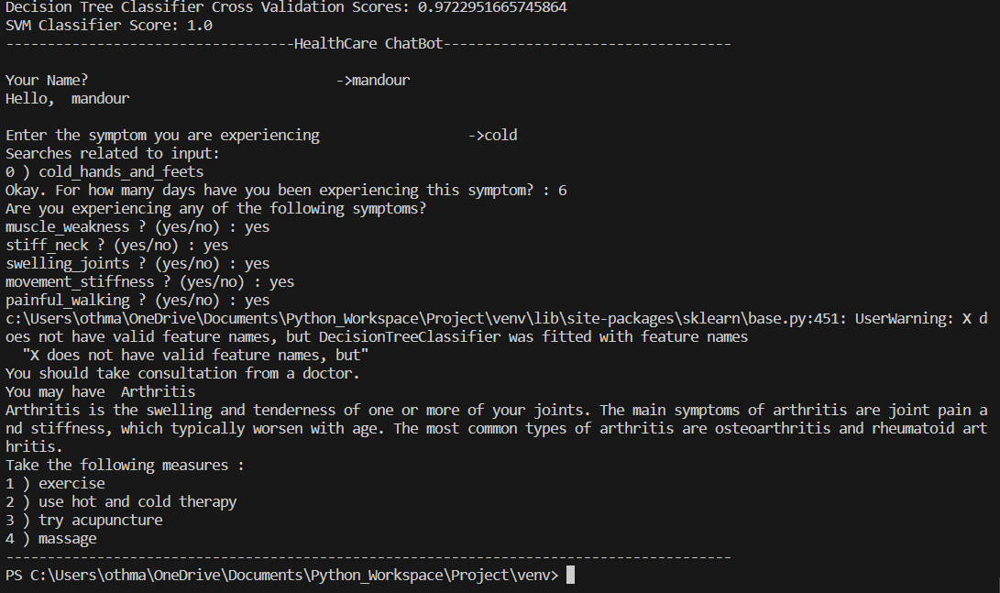 Decision Tree Classifier Cross Validation Scores: 0.9722951665745864
SVM Classifier Score: 1.0
-----------------------------------HealthCare ChatBot-----------------------------------
Your Name?                              ->mandour
Hello,  mandour
Enter the symptom you are experiencing                  ->cold
Searches related to input:
0 ) cold_hands_and_feets
Okay. For how many days have you been experiencing this symptom? : 6
Are you experiencing any of the following symptoms?
muscle_weakness ? (yes/no) : yes
stiff_neck ? (yes/no) : yes
swelling_joints ? (yes/no) : yes
movement_stiffness ? (yes/no) : yes
painful_walking ? (yes/no) : yes
c:\Users\othma\OneDrive\Documents\Python_Workspace\Project\venv\lib\site-packages\sklearn\base.py:451: UserWarning: X d
oes not have valid feature names, but DecisionTreeClassifier was fitted with feature names
  "X does not have valid feature names, but"
You should take consultation from a doctor.
You may have  Arthritis
Arthritis is the swelling and tenderness of one or more of your joints. The main symptoms of arthritis are joint pain a
nd stiffness, which typically worsen with age. The most common types of arthritis are osteoarthritis and rheumatoid art
hritis.
Take the following measures :
1 ) exercise
2 ) use hot and cold therapy
3 ) try acupuncture
4 ) massage
----------------------------------------------------------------------------------------
PS C:\Users\othma\OneDrive\Documents\Python_Workspace\Project\venv>